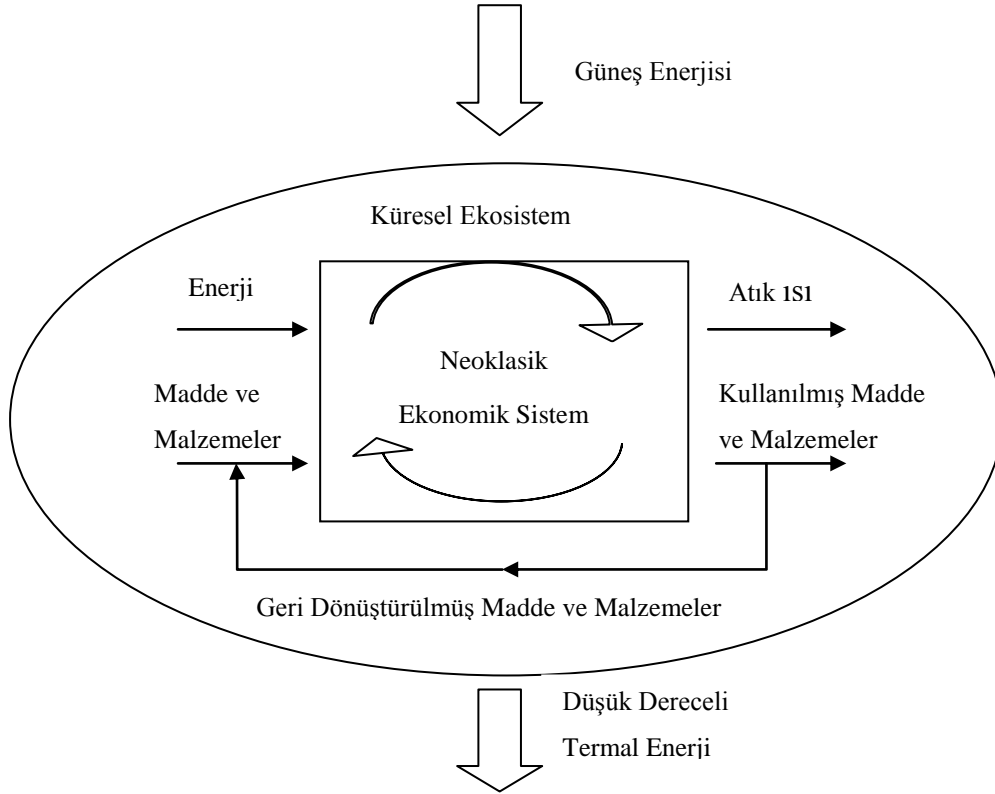 Güneş Enerjisi
Küresel Ekosistem
Enerji
Atık ısı
Neoklasik
Ekonomik Sistem
Madde ve
Malzemeler
Kullanılmış Madde
ve Malzemeler
Geri Dönüştürülmüş Madde ve Malzemeler
Düşük Dereceli
Termal Enerji